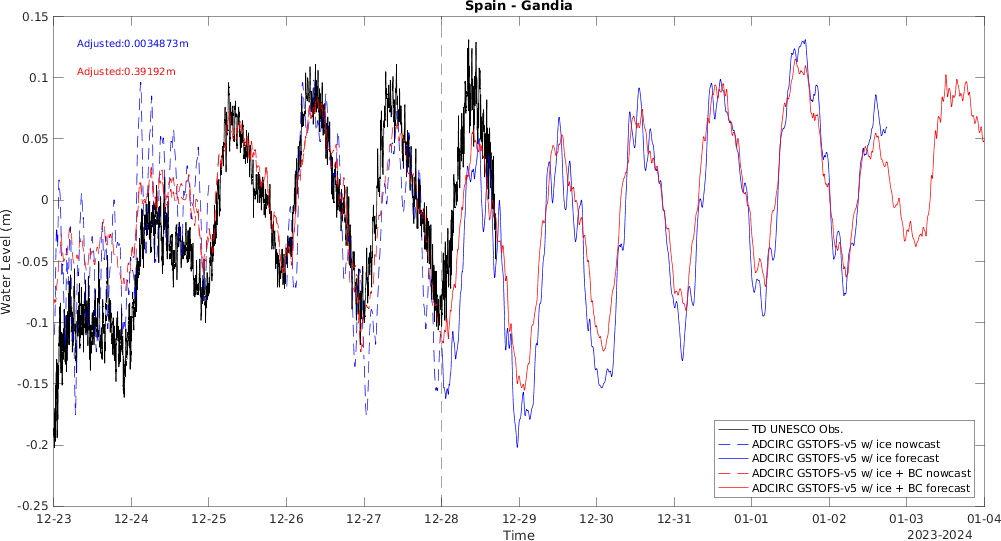 Spain - Gandia
0.15
0.1
0.05
0
-0.05
-0.1
-0.15
-0.2
-0.25
Water Level (m)
Adjusted:0.0034873m
Adjusted:0.39192m
TD UNESCO Obs.
ADCIRC GSTOFS-v5 w/ ice nowcast
ADCIRC GSTOFS-v5 w/ ice forecast
ADCIRC GSTOFS-v5 w/ ice + BC nowcast
ADCIRC GSTOFS-v5 w/ ice + BC forecast
12-23 12-24 12-25 12-26 12-27 12-28 12-29 12-30 12-31 01-01 01-02 01-03 01-04
Time
2023-2024